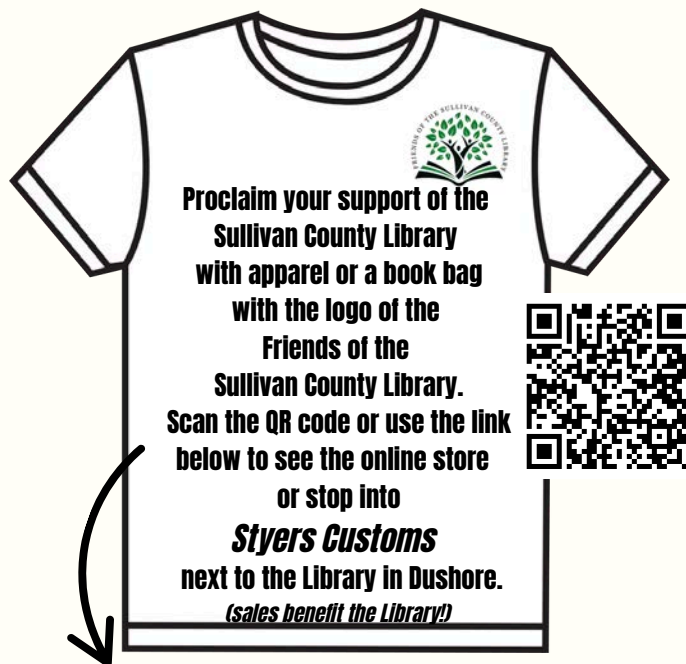 FRIENDS OF THE SULLIVAN COUNTY LIBRARY
Proclaim your support of the
Sullivan County Library
with apparel or a book bag
with the logo of the
Friends of the
Sullivan County Library.
Scan the QR code or use the link
below to see the online store
or stop into
Styers Customs
next to the Library in Dushore.
(sales benefit the Library!)